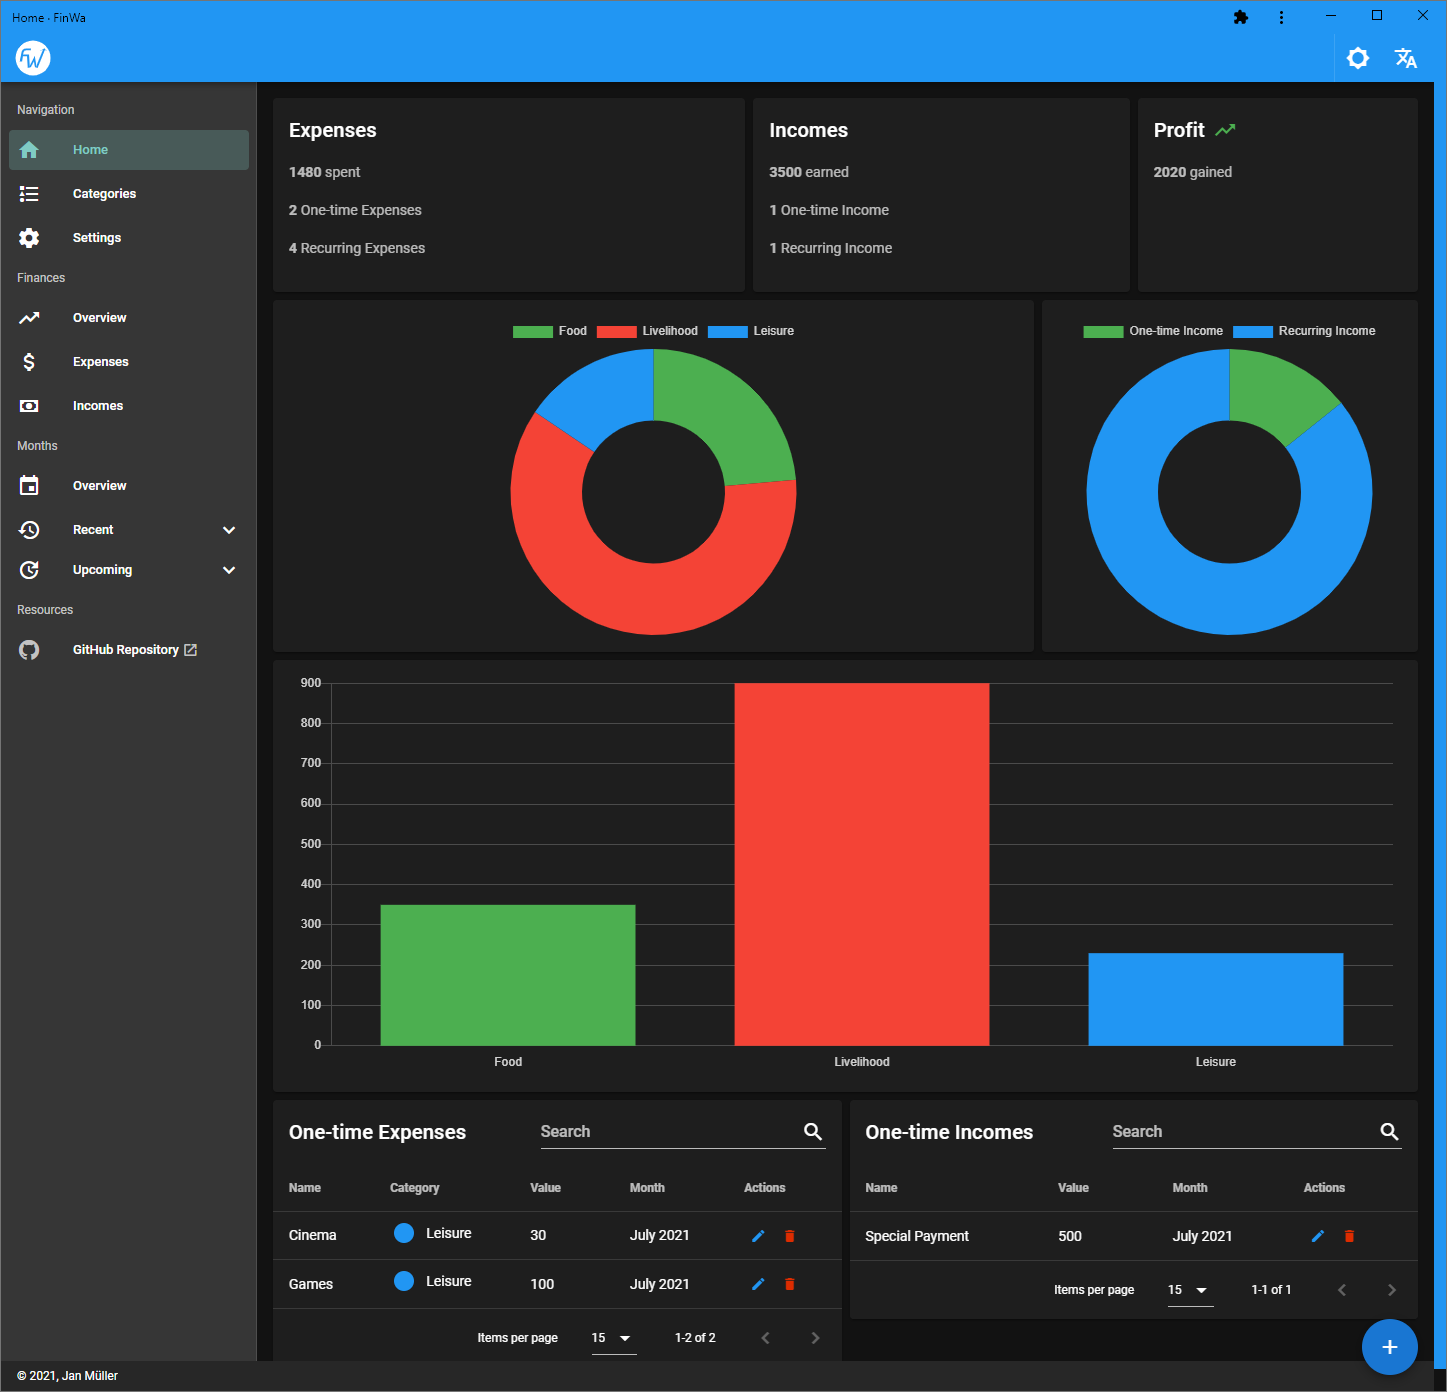 Home · FinWa
FW
Navigation
Home
Categories
Settings
Finances
Overview
Expenses
Incomes
Months
Overview
Recent
Upcoming
Resources
GitHub Repository
Expenses
1480 spent
2 One-time Expenses
4 Recurring Expenses
Incomes
3500 earned
1 One-time Income
1 Recurring Income
Profit
2020 gained
Food Livelihood Leisure
One-time Income Recurring Income
900
800
700
600
500
400
300
200
100
0
Food Livelihood Leisure
One-time Expenses Search
Name Category Value Month Actions
Cinema Leisure 30 July 2021
Games Leisure 100 July 2021
Items per page 15 1-2 of 2
One-time Incomes Search
Name Value Month Actions
Special Payment 500 July 2021
Items per page 15 1-1 of 1
+
© 2021, Jan Müller